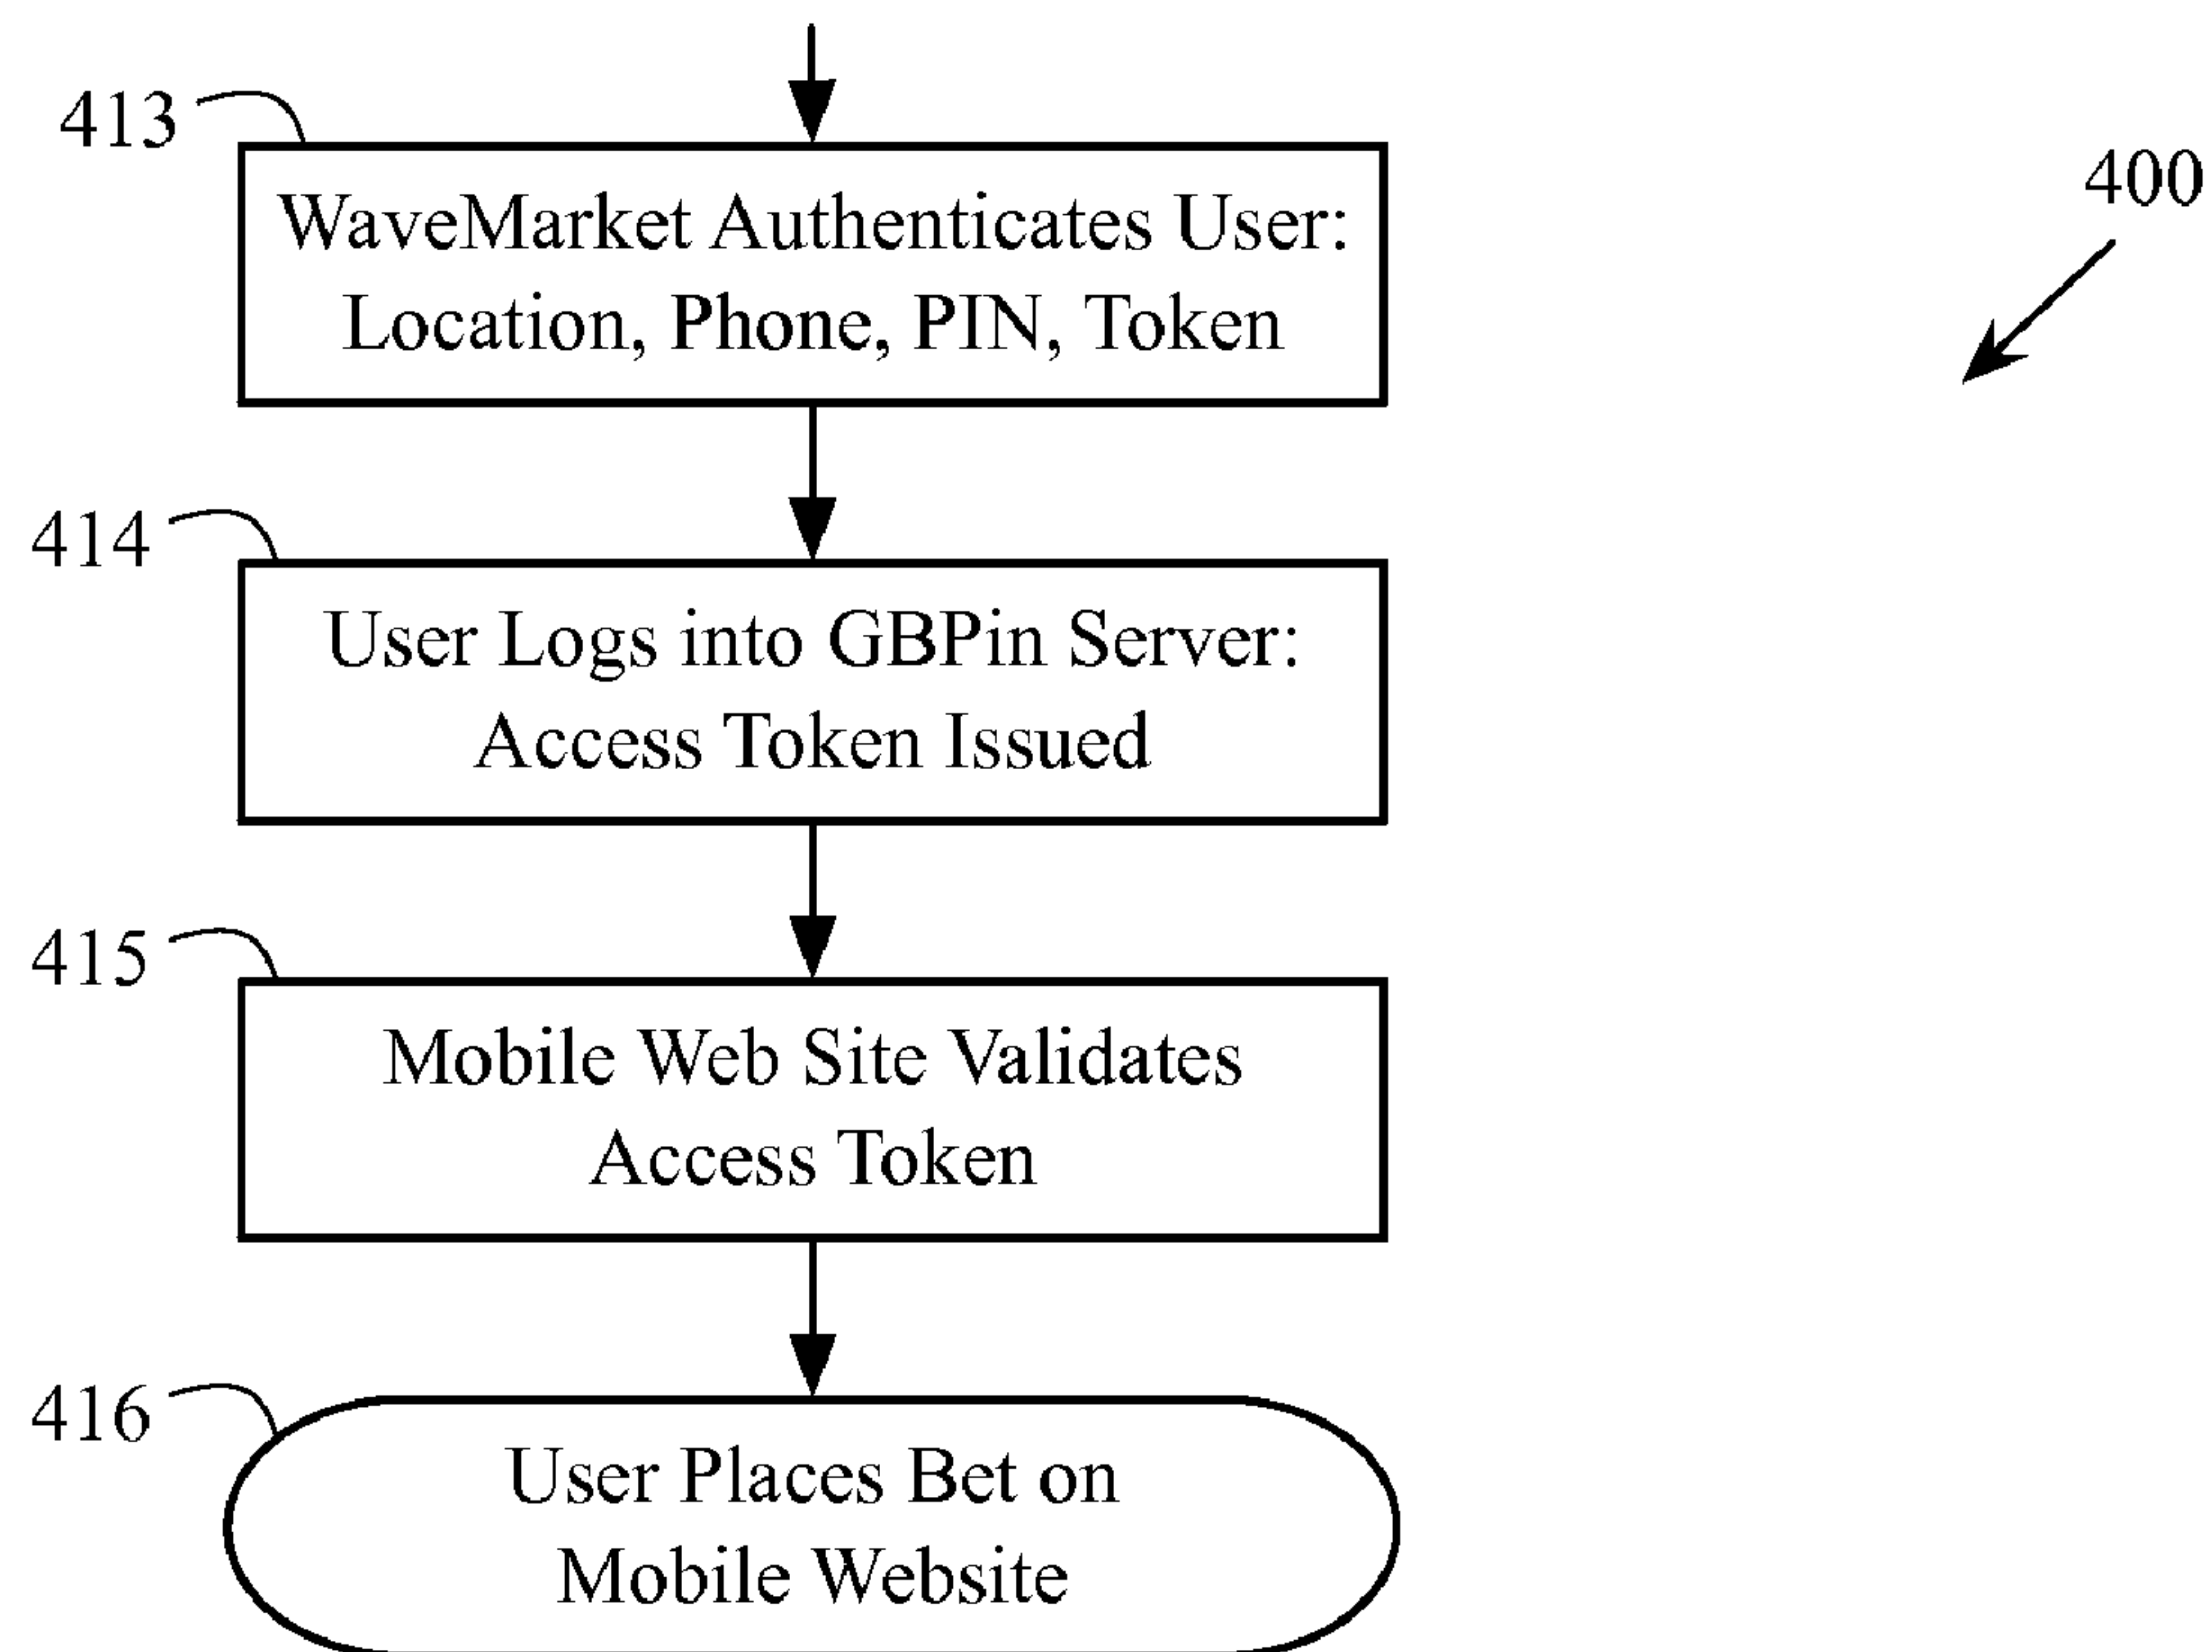 413
400
WaveMarket Authenticates User:
Location, Phone, PIN, Token
414
User Logs into GBPin Server:
Access Token Issued
415
Mobile Web Site Validates
Access Token
416
User Places Bet on
Mobile Website